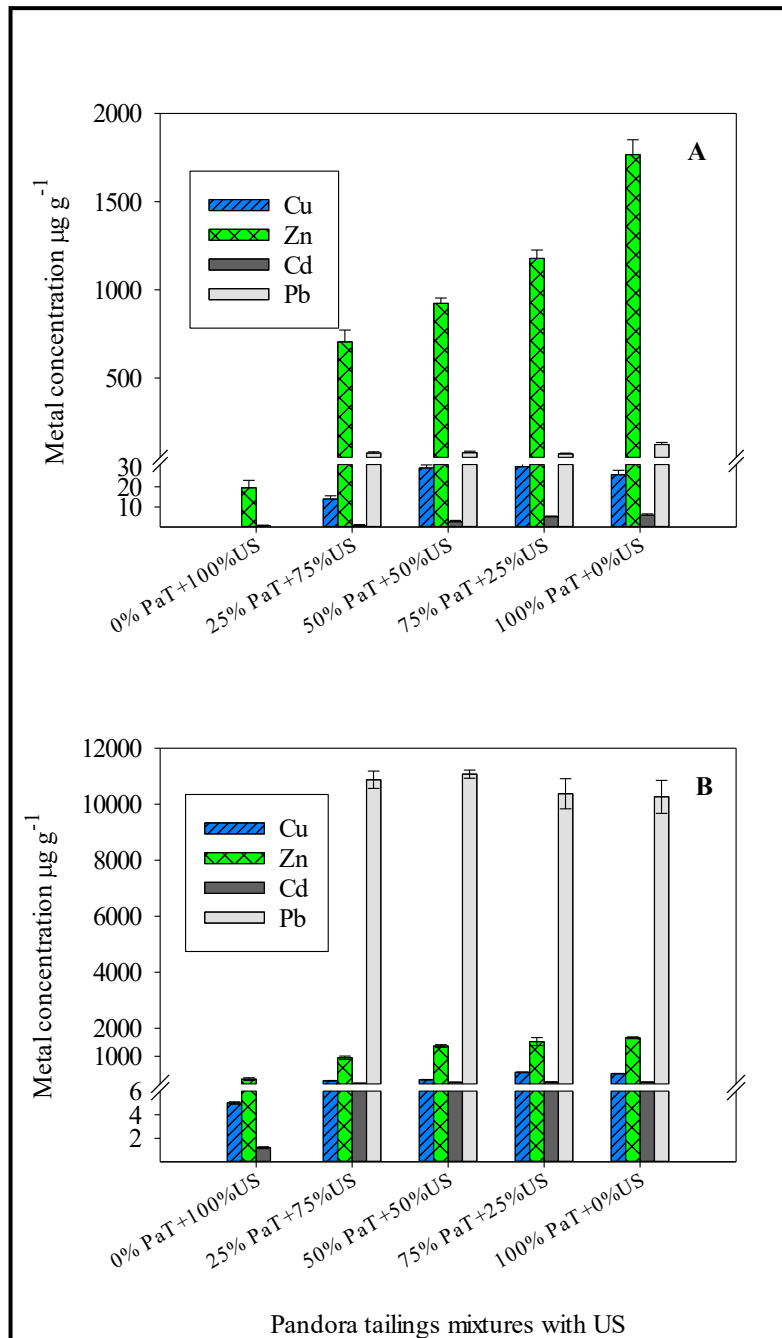 A
Metal concentration µg g⁻¹
2000
1500
1000
500
30
20
10
Cu
Zn
Cd
Pb
0% PaT+100%US
25% PaT+75%US
50% PaT+50%US
75% PaT+25%US
100% PaT+0%US
B
Metal concentration µg g⁻¹
12000
10000
8000
6000
4000
2000
1000
6
4
2
Cu
Zn
Cd
Pb
0% PaT+100%US
25% PaT+75%US
50% PaT+50%US
75% PaT+25%US
100% PaT+0%US
Pandora tailings mixtures with US